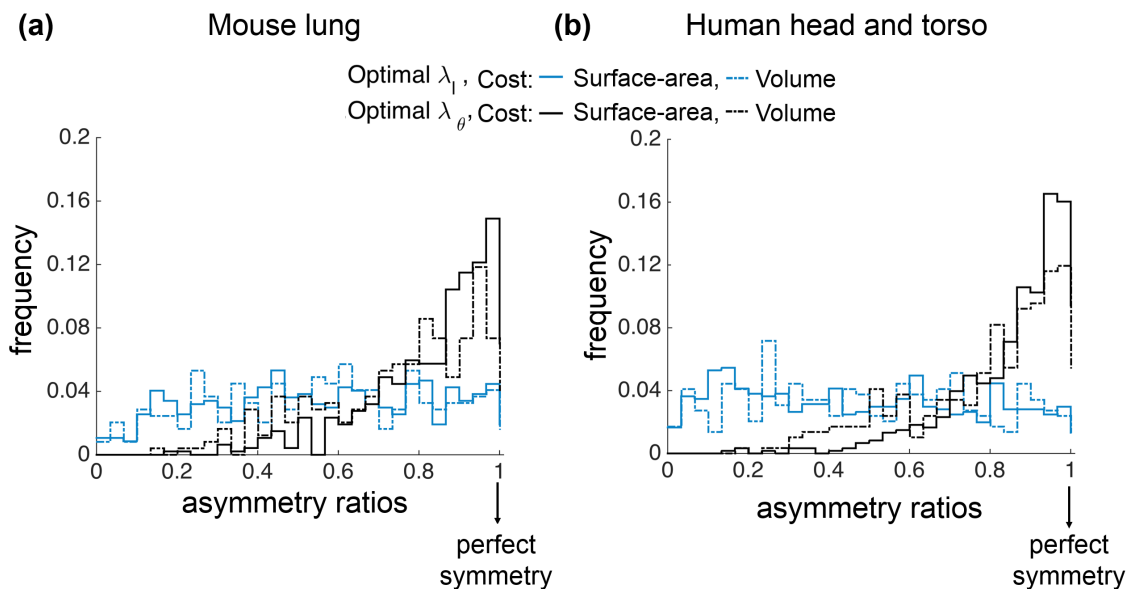 (a) Mouse lung
(b) Human head and torso
Optimal λl, Cost: Surface-area, Volume
Optimal λθ, Cost: Surface-area, Volume
0.2
0.16
0.12
0.08
0.04
0
frequency
0 0.2 0.4 0.6 0.8 1
asymmetry ratios
perfect
symmetry
0.2
0.16
0.12
0.08
0.04
0
frequency
0 0.2 0.4 0.6 0.8 1
asymmetry ratios
perfect
symmetry